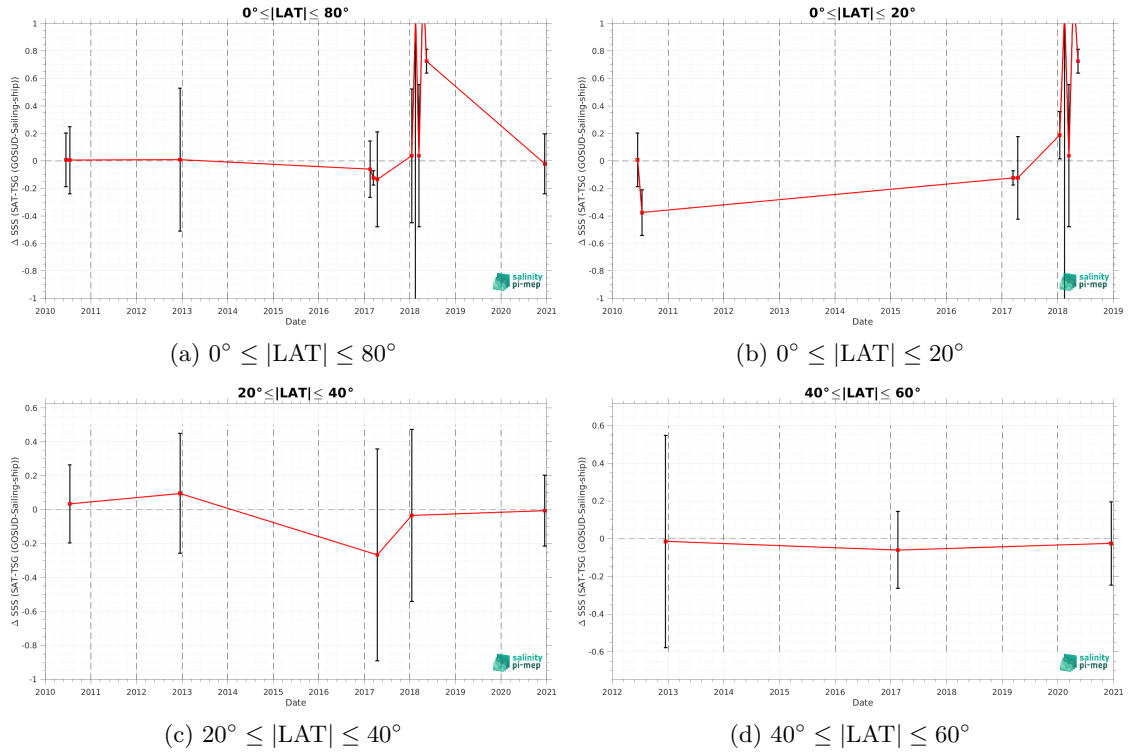 0°≤|LAT|≤ 80°
1
0.8
0.6
0.4
0.2
0
-0.2
-0.4
-0.6
-0.8
-1
Δ SSS (SAT-TSG (GOSUD-Sailing-ship))
2010 2011 2012 2013 2014 2015 2016 2017 2018 2019 2020 2021
Date
salinity
pi-mep
(a) 0° ≤ |LAT| ≤ 80°
0°≤|LAT|≤ 20°
1
0.8
0.6
0.4
0.2
0
-0.2
-0.4
-0.6
-0.8
-1
Δ SSS (SAT-TSG (GOSUD-Sailing-ship))
2010 2011 2012 2013 2014 2015 2016 2017 2018 2019
Date
salinity
pi-mep
(b) 0° ≤ |LAT| ≤ 20°
20°≤|LAT|≤ 40°
0.6
0.4
0.2
0
-0.2
-0.4
-0.6
-0.8
-1
Δ SSS (SAT-TSG (GOSUD-Sailing-ship))
2010 2011 2012 2013 2014 2015 2016 2017 2018 2019 2020 2021
Date
salinity
pi-mep
(c) 20° ≤ |LAT| ≤ 40°
40°≤|LAT|≤ 60°
0.6
0.4
0.2
0
-0.2
-0.4
-0.6
Δ SSS (SAT-TSG (GOSUD-Sailing-ship))
2012 2013 2014 2015 2016 2017 2018 2019 2020 2021
Date
salinity
pi-mep
(d) 40° ≤ |LAT| ≤ 60°